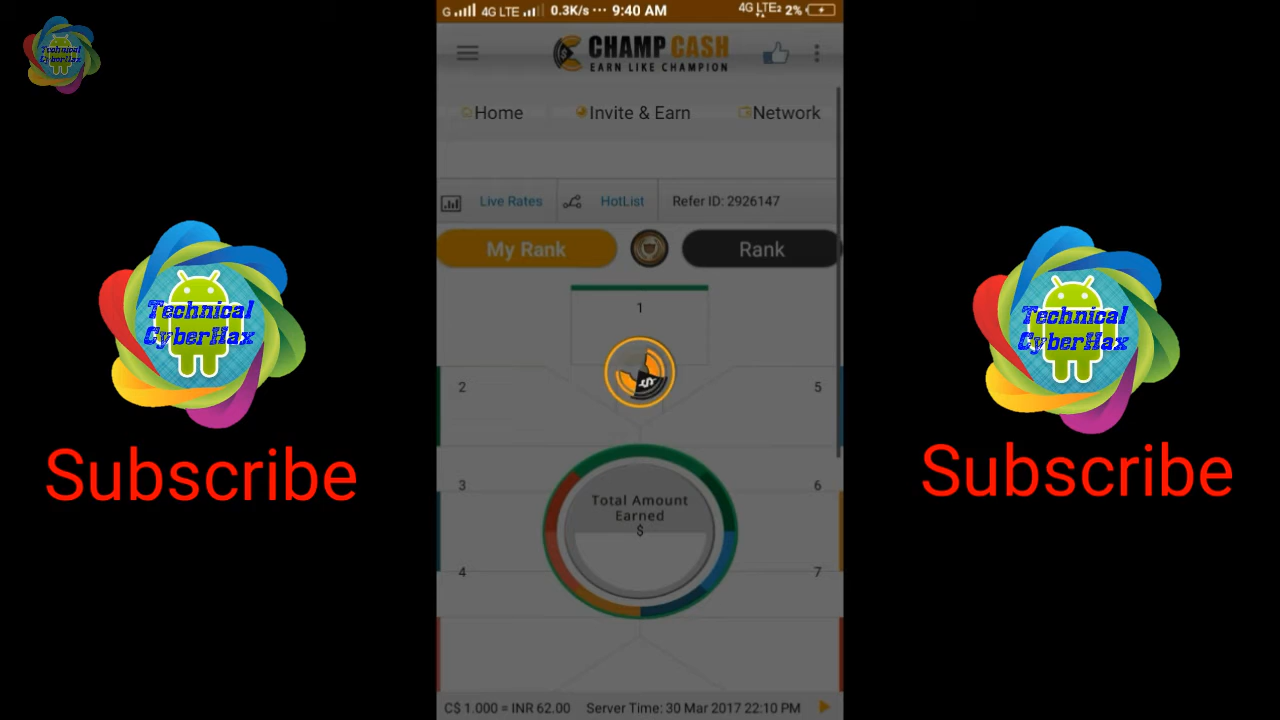 G 4G LTE 0.3K/s ··· 9:40 AM 4G LTE2 2%
Technical
CyberHax
CHAMP CASH
EARN LIKE CHAMPION
Home Invite & Earn Network
Live Rates HotList Refer ID: 2926147
My Rank Rank
1
2 5
Technical
CyberHax
Technical
CyberHax
Subscribe
Subscribe
3 6
Total Amount
Earned
$
4 7
C$ 1.000 = INR 62.00 Server Time: 30 Mar 2017 22:10 PM